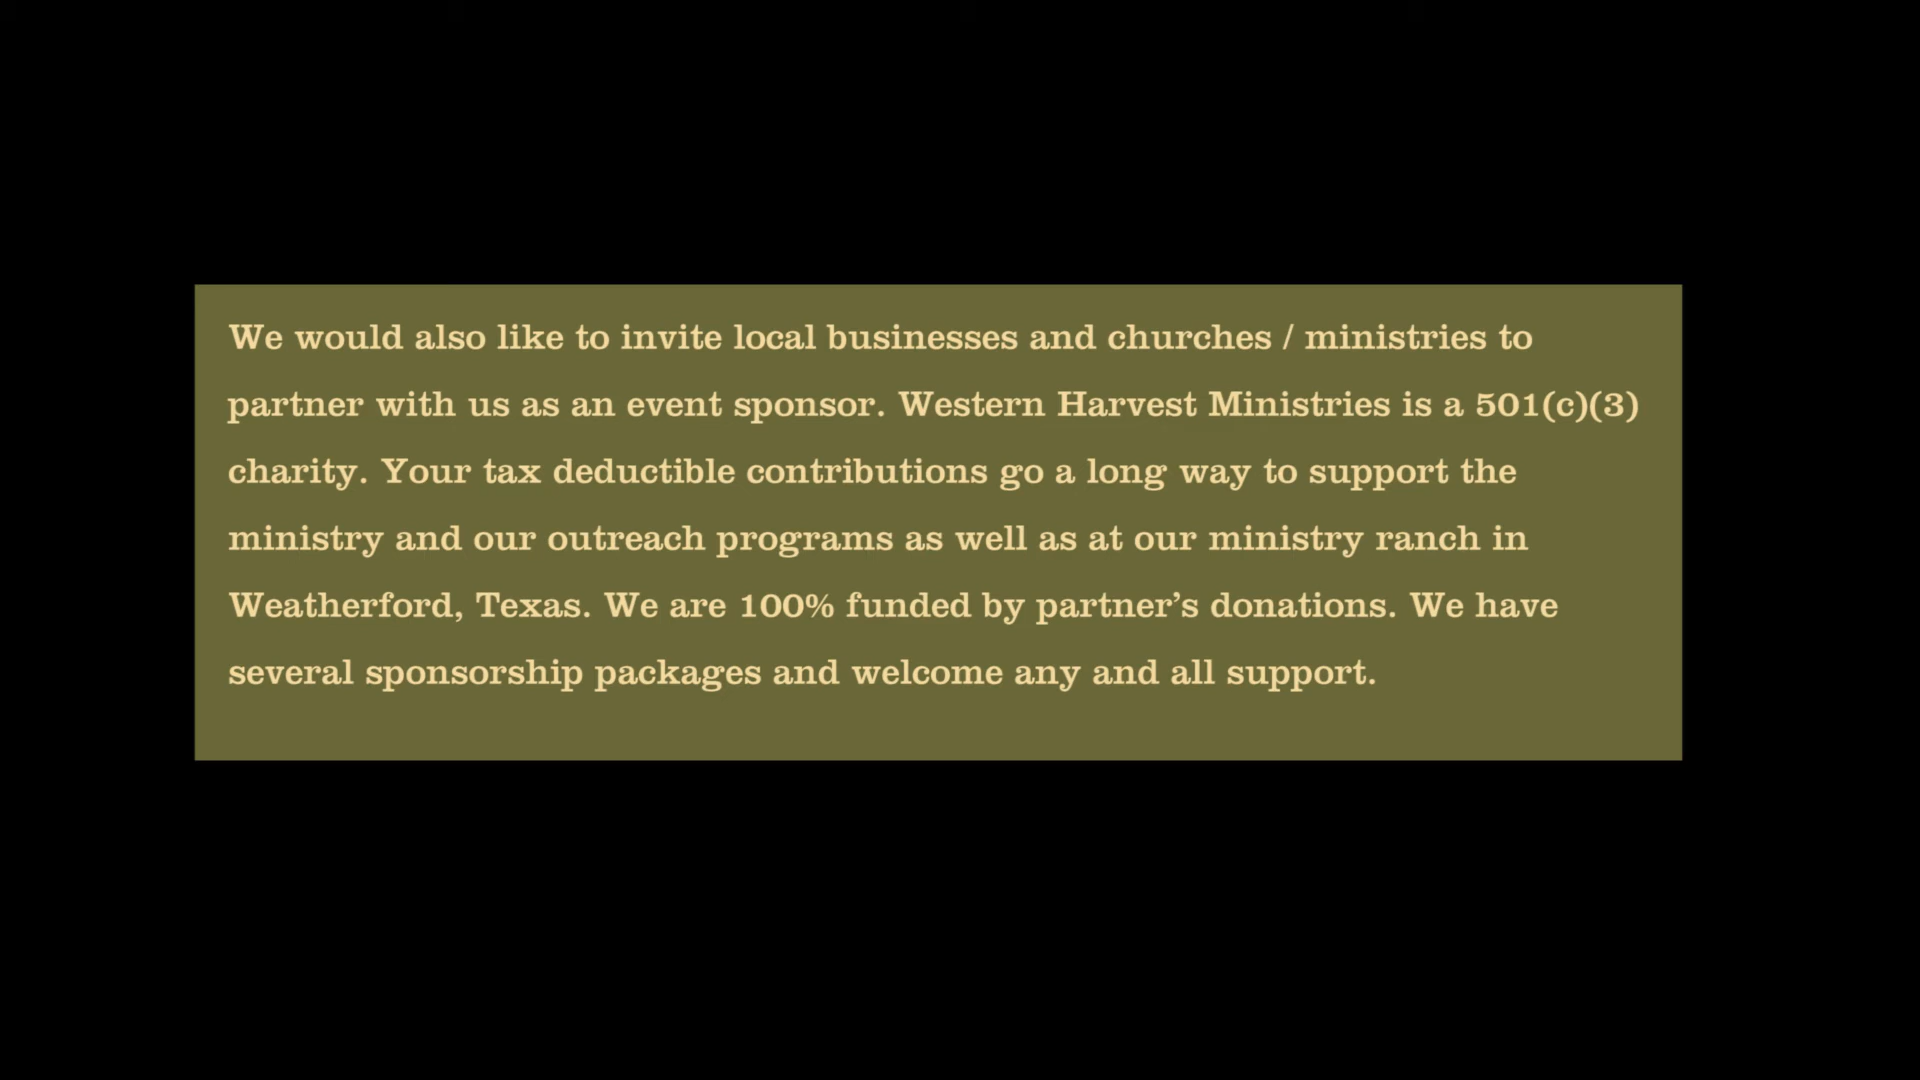 We would also like to invite local businesses and churches / ministries to
partner with us as an event sponsor. Western Harvest Ministries is a 501(c)(3)
charity. Your tax deductible contributions go a long way to support the
ministry and our outreach programs as well as at our ministry ranch in
Weatherford, Texas. We are 100% funded by partner’s donations. We have
several sponsorship packages and welcome any and all support.